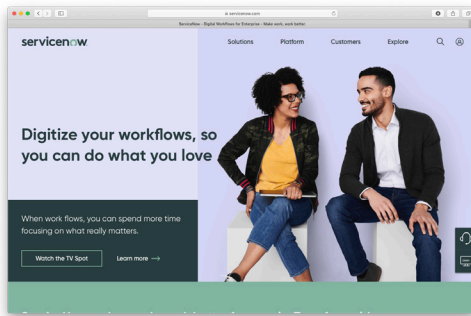 servicenow.com
ServiceNow - Digital Workflows for Enterprise - Make work, work better.
servicenow
Solutions
Platform
Customers
Explore
Digitize your workflows, so
you can do what you love
When work flows, you can spend more time
focusing on what really matters.
Watch the TV Spot
Learn more →